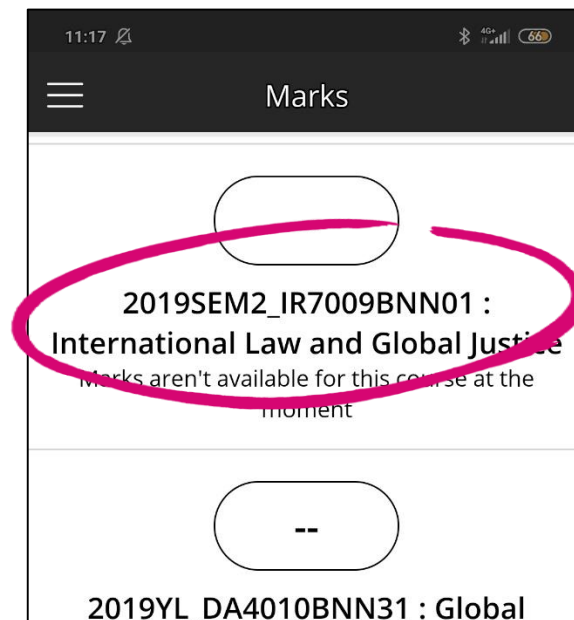 11:17 4G+ 66
Marks
2019SEM2_IR7009BNN01 :
International Law and Global Justice
Marks aren't available for this course at the
moment
--
2019YL_DA4010BNN31 : Global